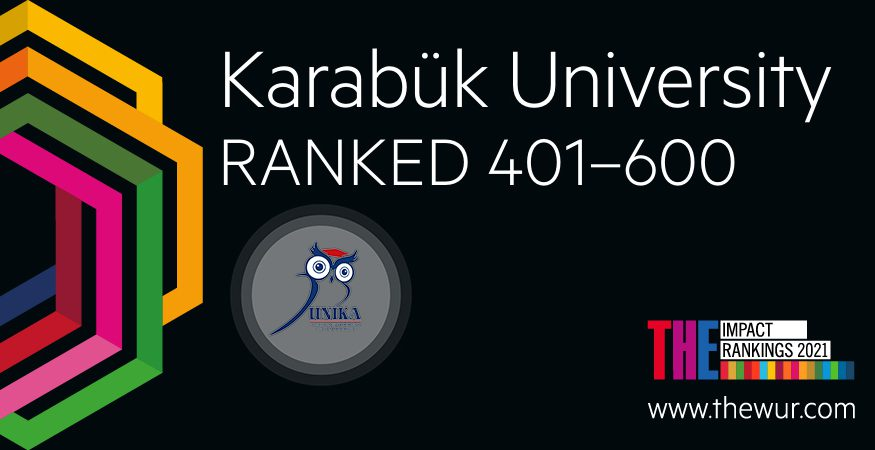 Karabük University
RANKED 401–600
UNIKA
THE IMPACT
RANKINGS 2021
www.thewur.com